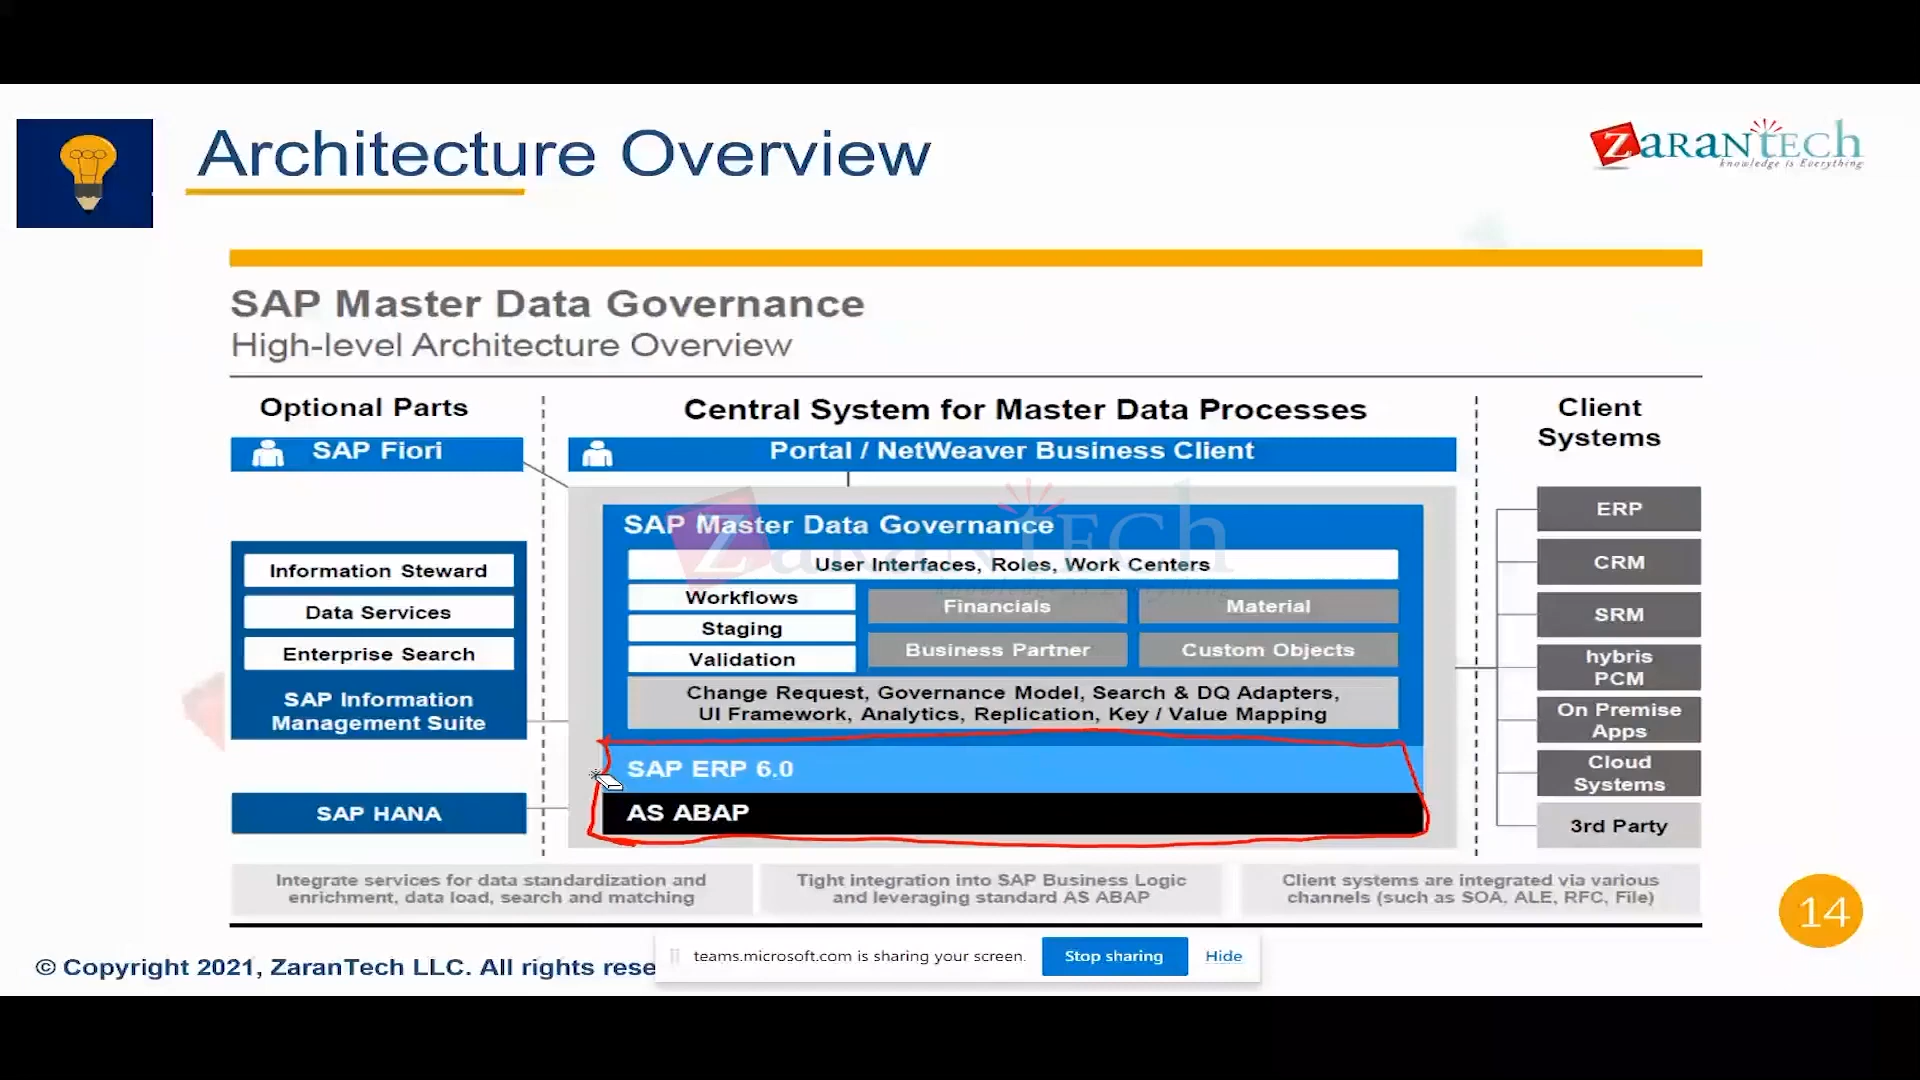 Architecture Overview
ZARANTECH
knowledge is Everything
SAP Master Data Governance
High-level Architecture Overview
Optional Parts
SAP Fiori
Information Steward
Data Services
Enterprise Search
SAP Information
Management Suite
SAP HANA
Central System for Master Data Processes
Portal / NetWeaver Business Client
SAP Master Data Governance
User Interfaces, Roles, Work Centers
Workflows
Staging
Validation
Financials
Material
Business Partner
Custom Objects
Change Request, Governance Model, Search & DQ Adapters,
UI Framework, Analytics, Replication, Key / Value Mapping
SAP ERP 6.0
AS ABAP
Client
Systems
ERP
CRM
SRM
hybris
PCM
On Premise
Apps
Cloud
Systems
3rd Party
Integrate services for data standardization and
enrichment, data load, search and matching
Tight integration into SAP Business Logic
and leveraging standard AS ABAP
Client systems are integrated via various
channels (such as SOA, ALE, RFC, File)
14
© Copyright 2021, ZaranTech LLC. All rights rese
teams.microsoft.com is sharing your screen.
Stop sharing
Hide